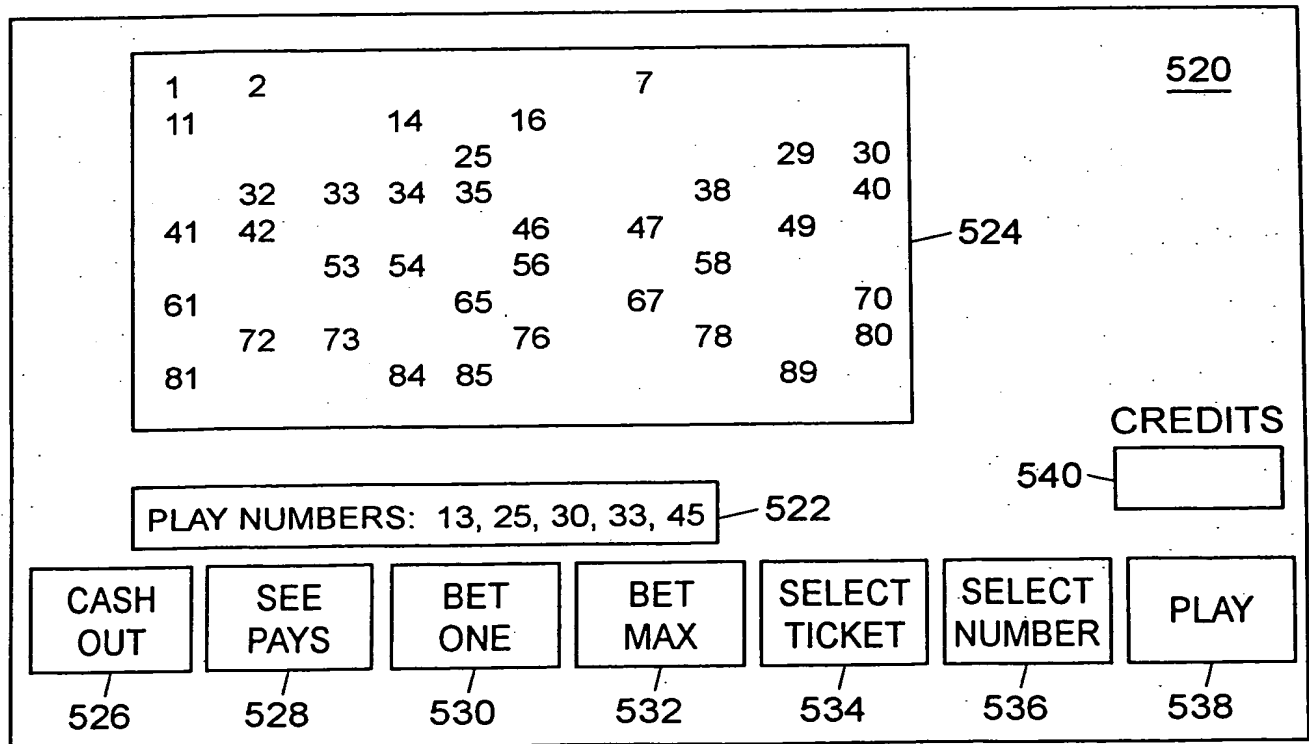 520
1 2 7
11 14 16
25 29 30
32 33 34 35 38 40
41 42 46 47 49
524
53 54 56 58
61 65 67 70
72 73 76 78 80
81 84 85 89
CREDITS
540
PLAY NUMBERS: 13, 25, 30, 33, 45
522
CASH OUT
SEE PAYS
BET ONE
BET MAX
SELECT TICKET
SELECT NUMBER
PLAY
526 528 530 532 534 536 538